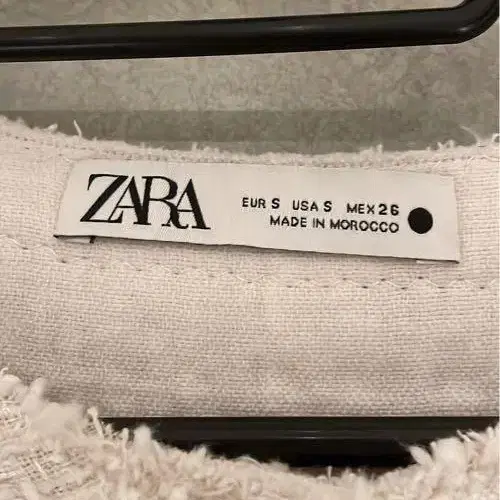 ZARA
EUR S USA S MEX 26
MADE IN MOROCCO